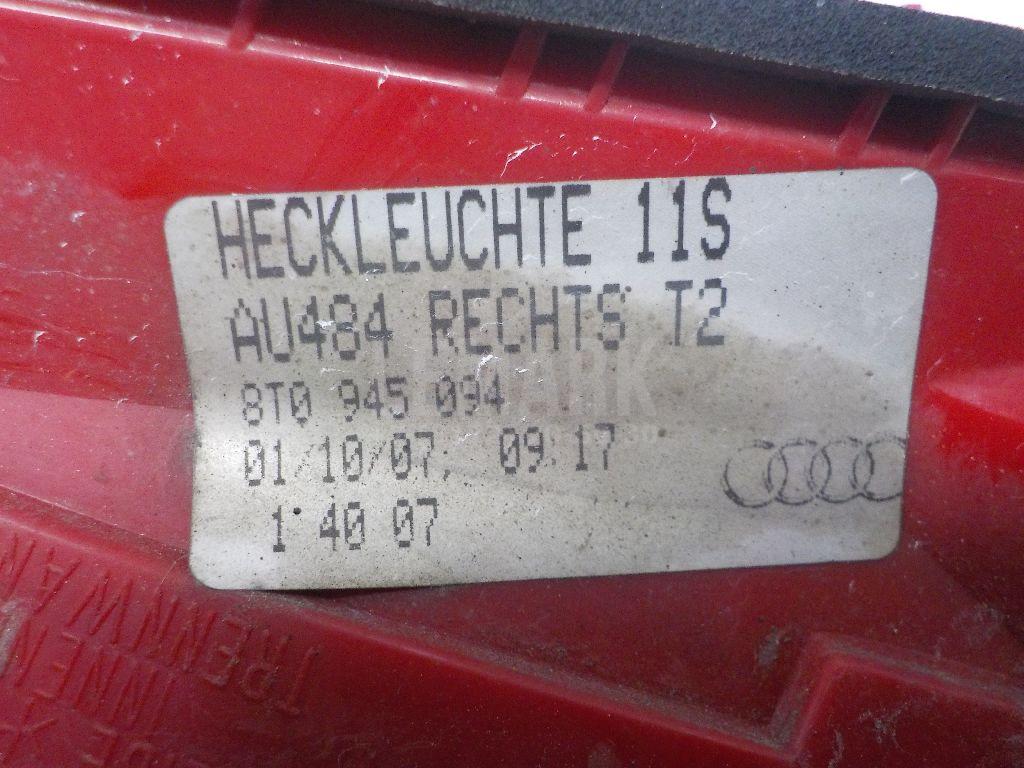 HECKLEUCHTE 11S
AU484 RECHTS T2
8T0 945 094
01/10/07, 09:17
1 40 07
TRENNWAN
INNEN